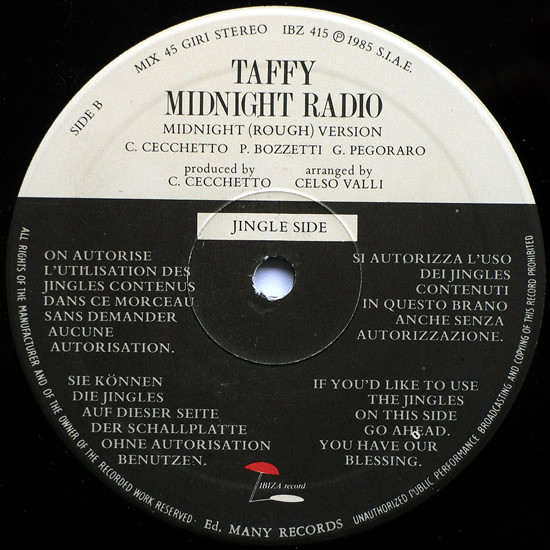 MIX 45 GIRI STEREO IBZ 415 Ⓟ 1985 S.I.A.E.
SIDE B
TAFFY
MIDNIGHT RADIO
MIDNIGHT (ROUGH) VERSION
C. CECCHETTO P. BOZZETTI G. PEGORARO
produced by
C. CECCHETTO
arranged by
CELSO VALLI
JINGLE SIDE
ON AUTORISE
L'UTILISATION DES
JINGLES CONTENUS
DANS CE MORCEAU
SANS DEMANDER
AUCUNE
AUTORISATION.
SI AUTORIZZA L'USO
DEI JINGLES
CONTENUTI
IN QUESTO BRANO
ANCHE SENZA
AUTORIZZAZIONE.
SIE KÖNNEN
DIE JINGLES
AUF DIESER SEITE
DER SCHALLPLATTE
OHNE AUTORISATION
BENUTZEN.
IF YOU'D LIKE TO USE
THE JINGLES
ON THIS SIDE
GO AHEAD.
YOU HAVE OUR
BLESSING.
IBIZA record
Ed. MANY RECORDS
ALL RIGHTS OF THE MANUFACTURER AND OF THE OWNER OF THE RECORDED WORK RESERVED.
UNAUTHORIZED PUBLIC PERFORMANCE BROADCASTING AND COPYING OF THIS RECORD PROHIBITED